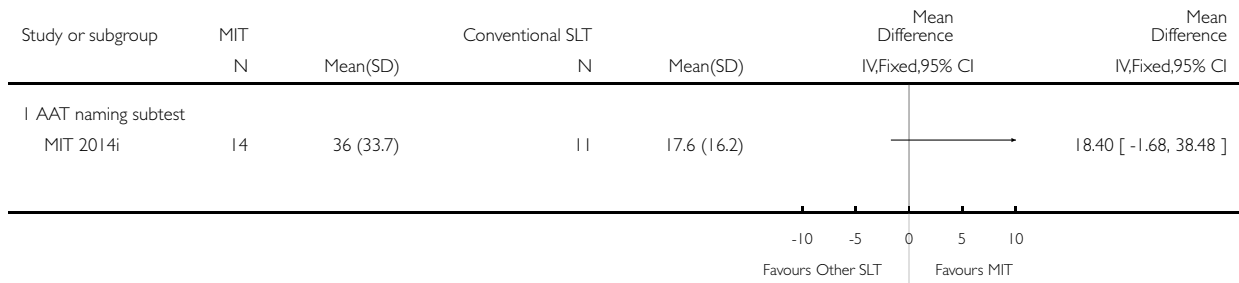 Study or subgroup MIT Conventional SLT Mean Difference Mean Difference
N Mean(SD) N Mean(SD) IV,Fixed,95% CI IV,Fixed,95% CI
1 AAT naming subtest
MIT 2014i 14 36 (33.7) 11 17.6 (16.2) 18.40 [ -1.68, 38.48 ]
-10 -5 0 5 10
Favours Other SLT Favours MIT